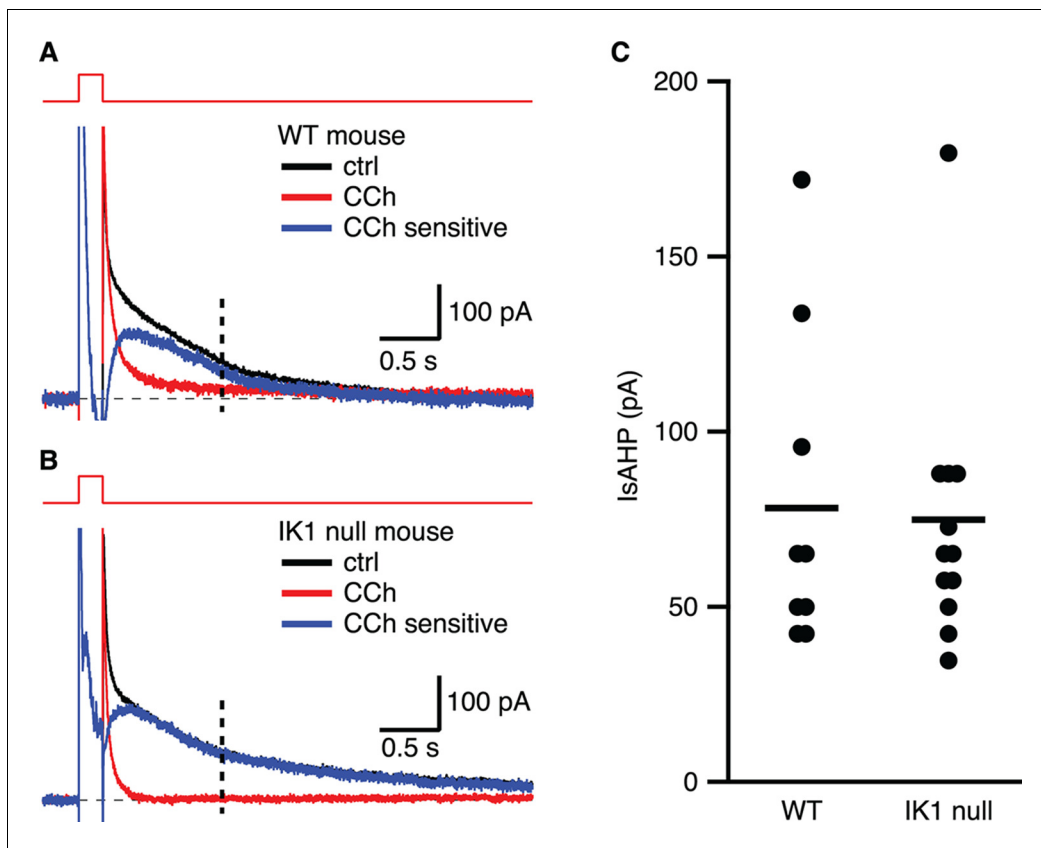 A
WT mouse
ctrl
CCh
CCh sensitive
100 pA
0.5 s
B
IK1 null mouse
ctrl
CCh
CCh sensitive
100 pA
0.5 s
C
IsAHP (pA)
200
150
100
50
0
WT
IK1 null